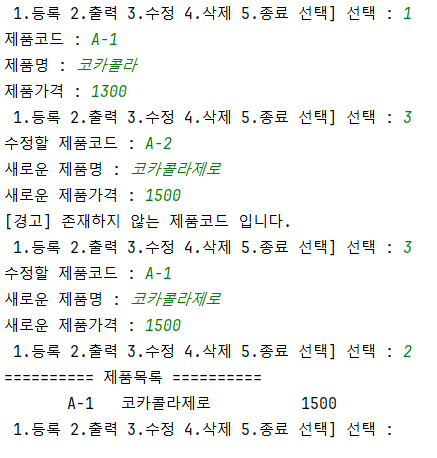 1.등록 2.출력 3.수정 4.삭제 5.종료 선택] 선택 : 1
제품코드 : A-1
제품명 : 코카콜라
제품가격 : 1300
1.등록 2.출력 3.수정 4.삭제 5.종료 선택] 선택 : 3
수정할 제품코드 : A-2
새로운 제품명 : 코카콜라제로
새로운 제품가격 : 1500
[경고] 존재하지 않는 제품코드 입니다.
1.등록 2.출력 3.수정 4.삭제 5.종료 선택] 선택 : 3
수정할 제품코드 : A-1
새로운 제품명 : 코카콜라제로
새로운 제품가격 : 1500
1.등록 2.출력 3.수정 4.삭제 5.종료 선택] 선택 : 2
========== 제품목록 ==========
A-1 코카콜라제로 1500
1.등록 2.출력 3.수정 4.삭제 5.종료 선택] 선택 :